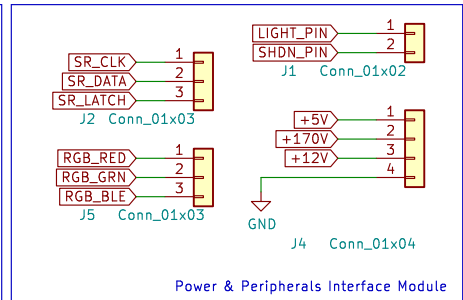 SR_CLK 1
SR_DATA 2
SR_LATCH 3
J2 Conn_01x03
LIGHT_PIN 1
SHDN_PIN 2
J1 Conn_01x02
RGB_RED 1
RGB_GRN 2
RGB_BLE 3
J5 Conn_01x03
+5V 1
+170V 2
+12V 3
4
GND
J4 Conn_01x04
Power & Peripherals Interface Module